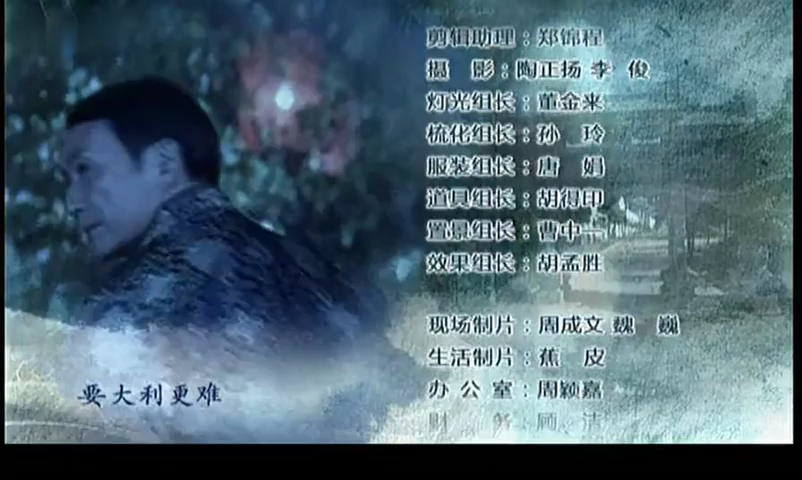 剪辑助理：郑锦程
摄　影：陶正扬 李　俊
灯光组长：董金来
梳化组长：孙　玲
服装组长：唐　娟
道具组长：胡得印
置景组长：曹中一
效果组长：胡孟胜
现场制片：周成文 魏　巍
生活制片：蕉　皮
办 公 室：周颖嘉
财　务：顾　洁
要大利更难